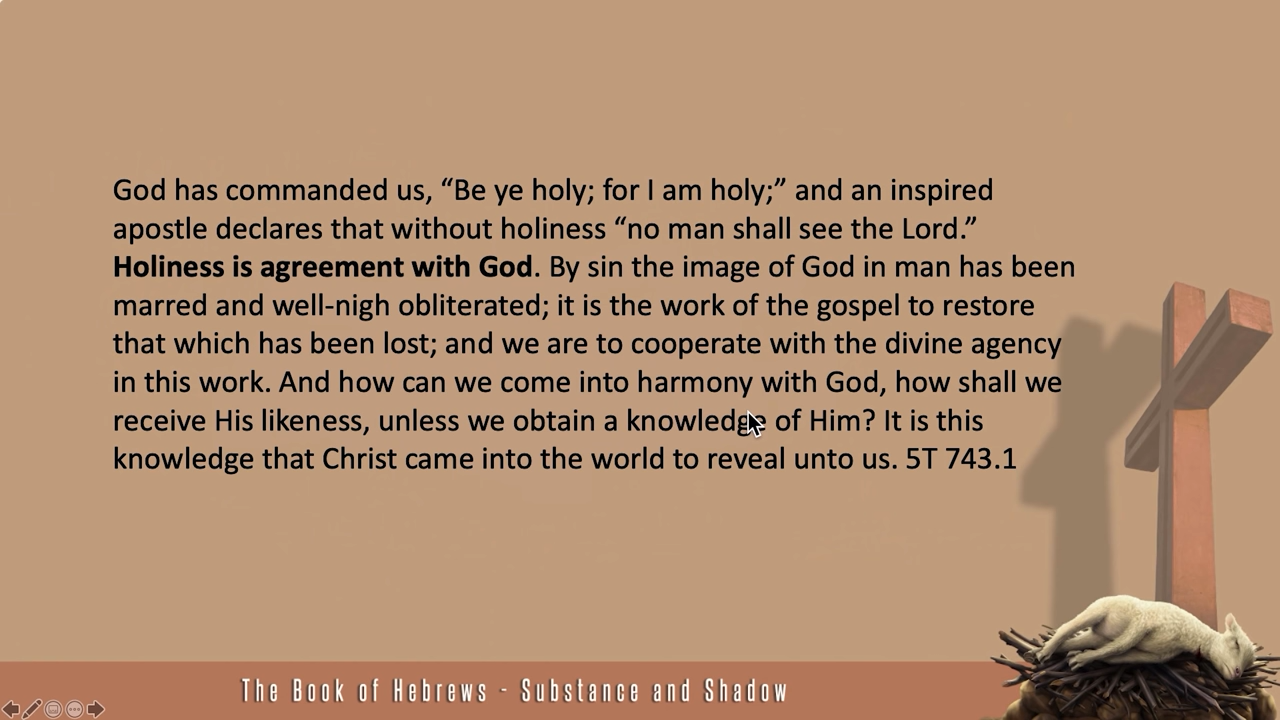 God has commanded us, “Be ye holy; for I am holy;” and an inspired
apostle declares that without holiness “no man shall see the Lord.”
Holiness is agreement with God. By sin the image of God in man has been
marred and well-nigh obliterated; it is the work of the gospel to restore
that which has been lost; and we are to cooperate with the divine agency
in this work. And how can we come into harmony with God, how shall we
receive His likeness, unless we obtain a knowledge of Him? It is this
knowledge that Christ came into the world to reveal unto us. 5T 743.1
The Book of Hebrews - Substance and Shadow